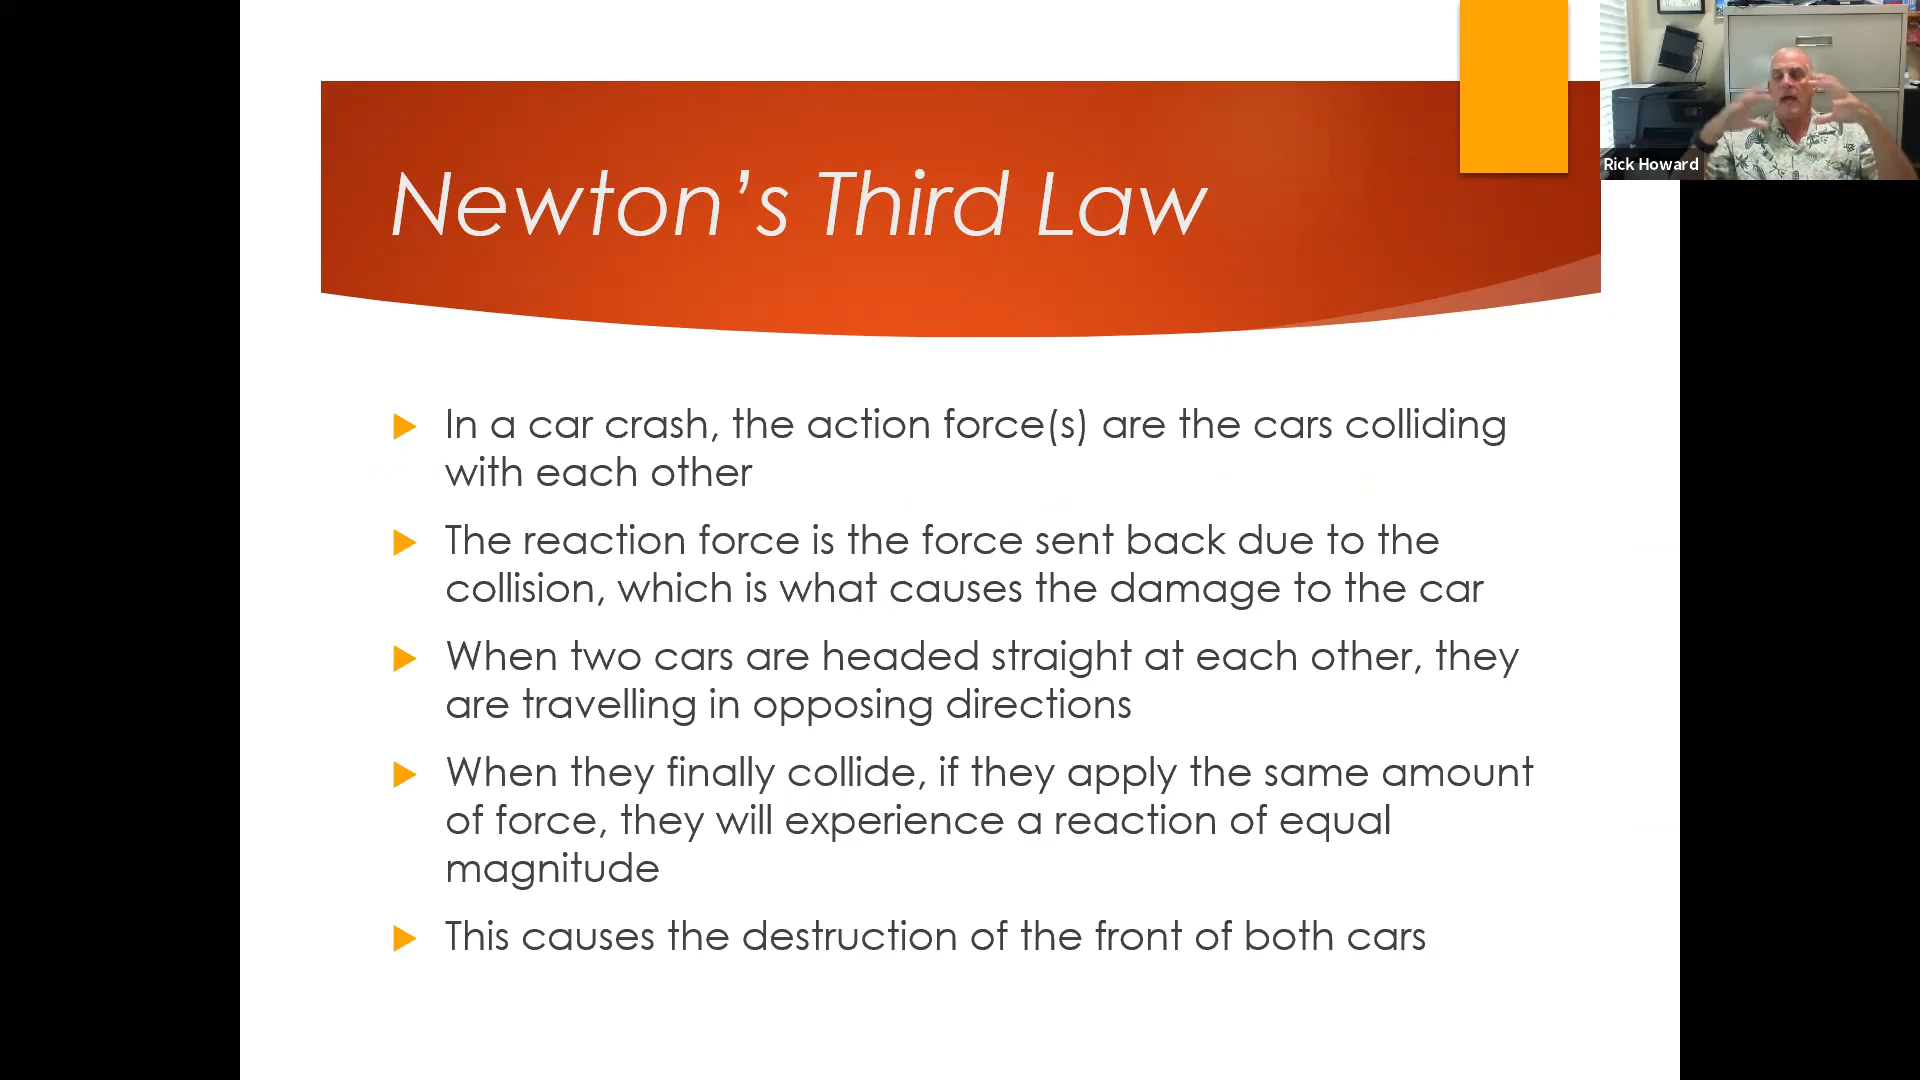 Newton’s Third Law
Rick Howard
In a car crash, the action force(s) are the cars colliding
with each other
The reaction force is the force sent back due to the
collision, which is what causes the damage to the car
When two cars are headed straight at each other, they
are travelling in opposing directions
When they finally collide, if they apply the same amount
of force, they will experience a reaction of equal
magnitude
This causes the destruction of the front of both cars